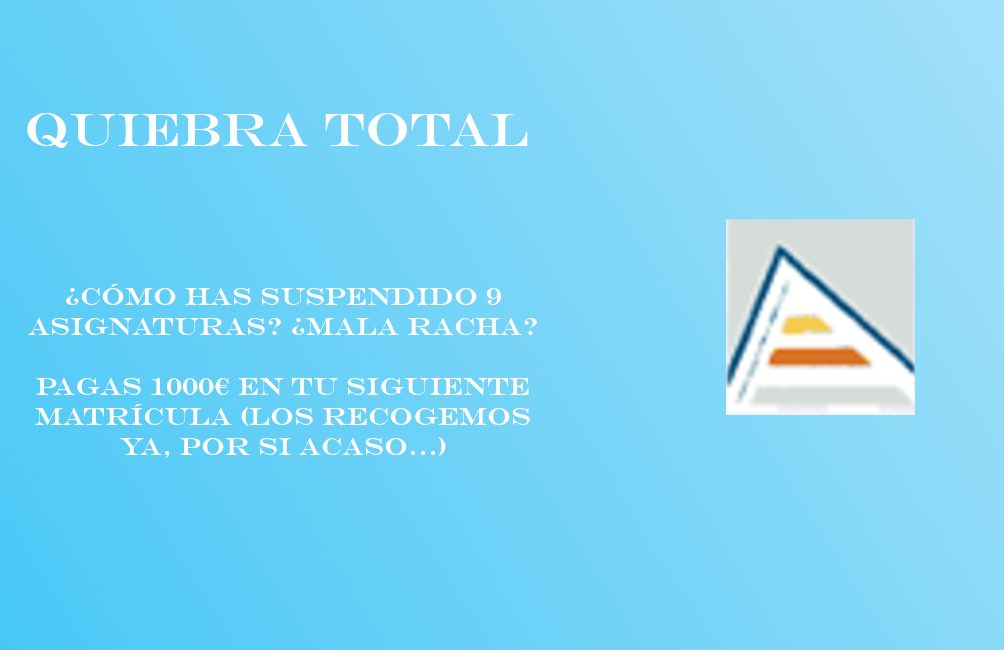 QUIEBRA TOTAL
¿CÓMO HAS SUSPENDIDO 9
ASIGNATURAS? ¿MALA RACHA?
PAGAS 1000€ EN TU SIGUIENTE
MATRÍCULA (LOS RECOGEMOS
YA, POR SI ACASO...)